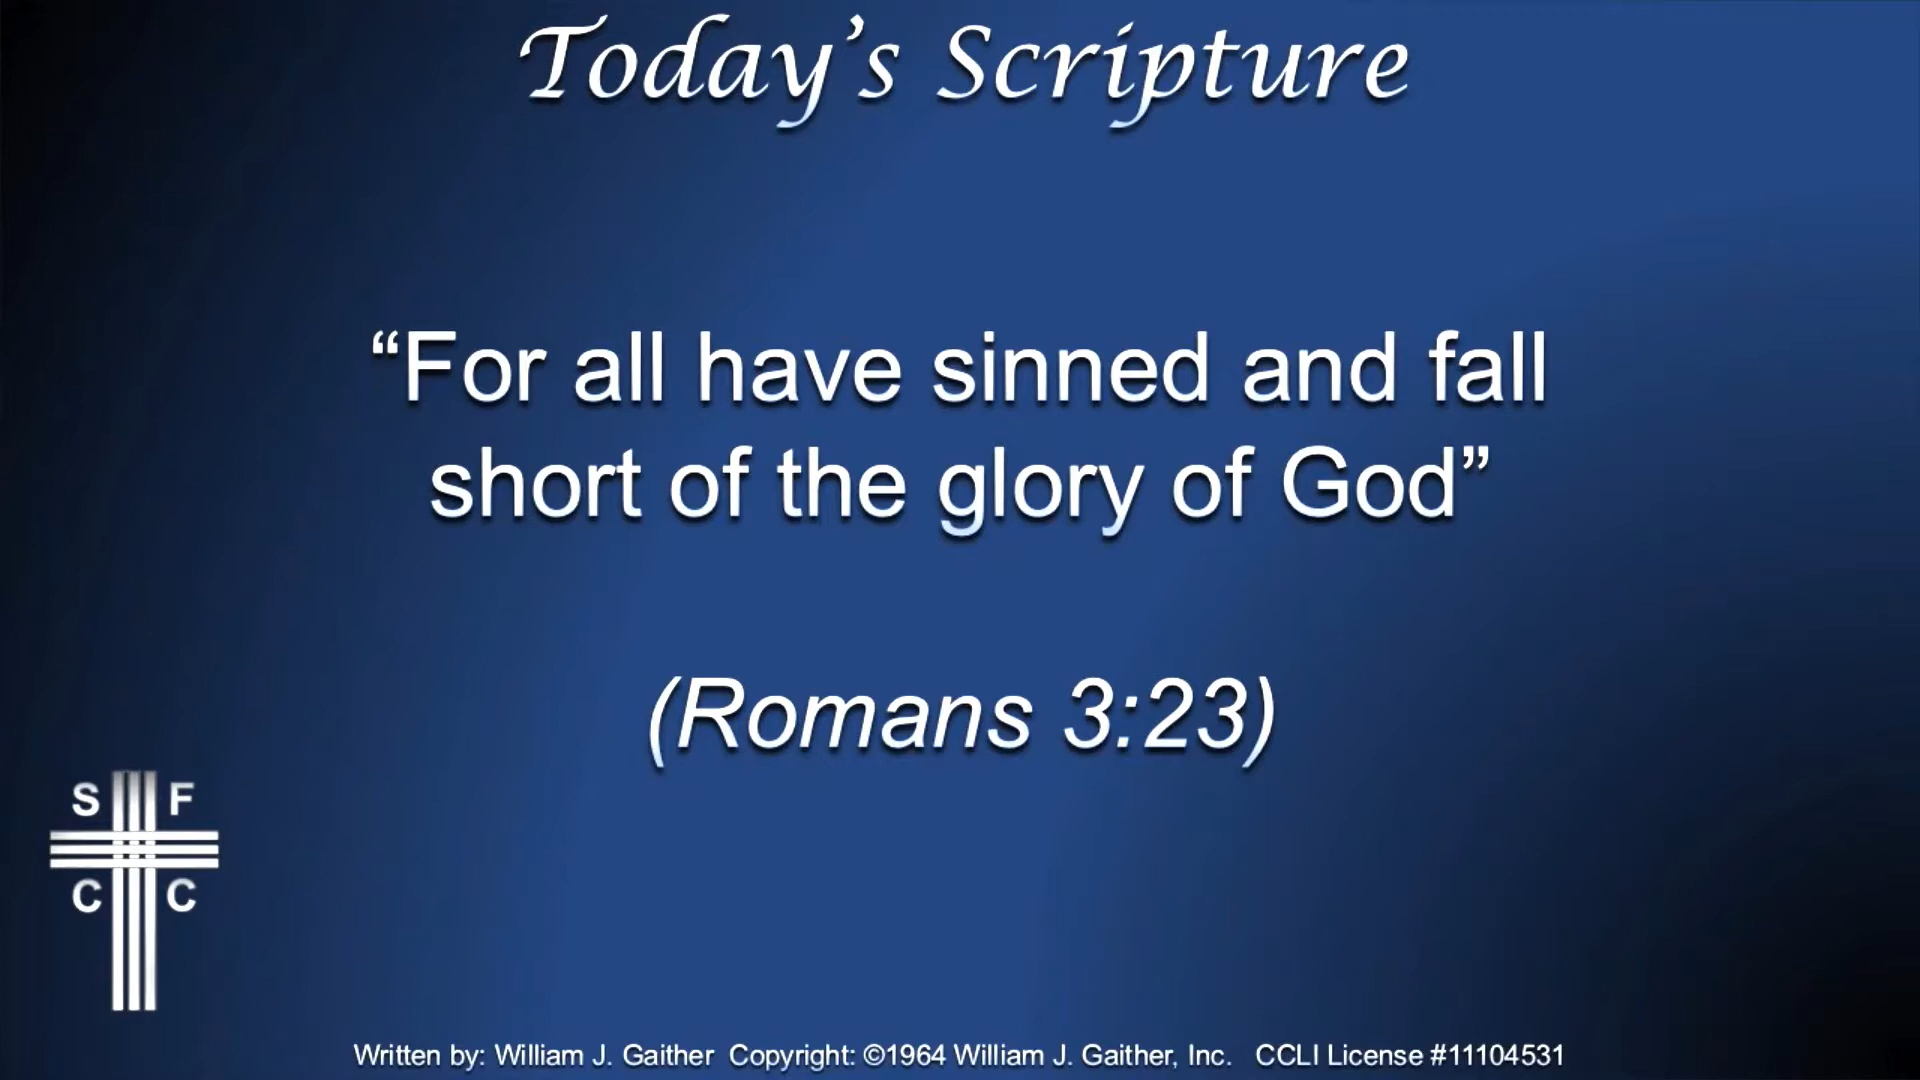 Today’s Scripture
“For all have sinned and fall
short of the glory of God”
(Romans 3:23)
S F
C C
Written by: William J. Gaither  Copyright: ©1964 William J. Gaither, Inc.   CCLI License #11104531